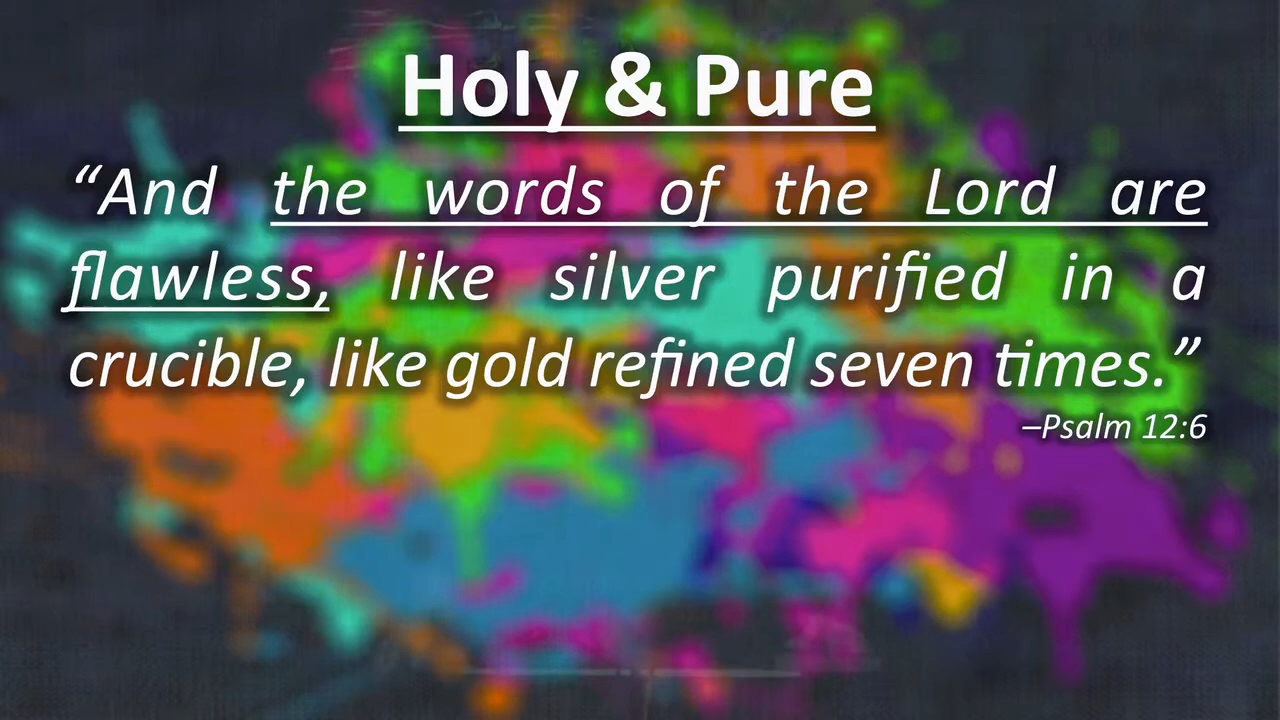 Holy & Pure
“And the words of the Lord are
flawless, like silver purified in a
crucible, like gold refined seven times.”
–Psalm 12:6